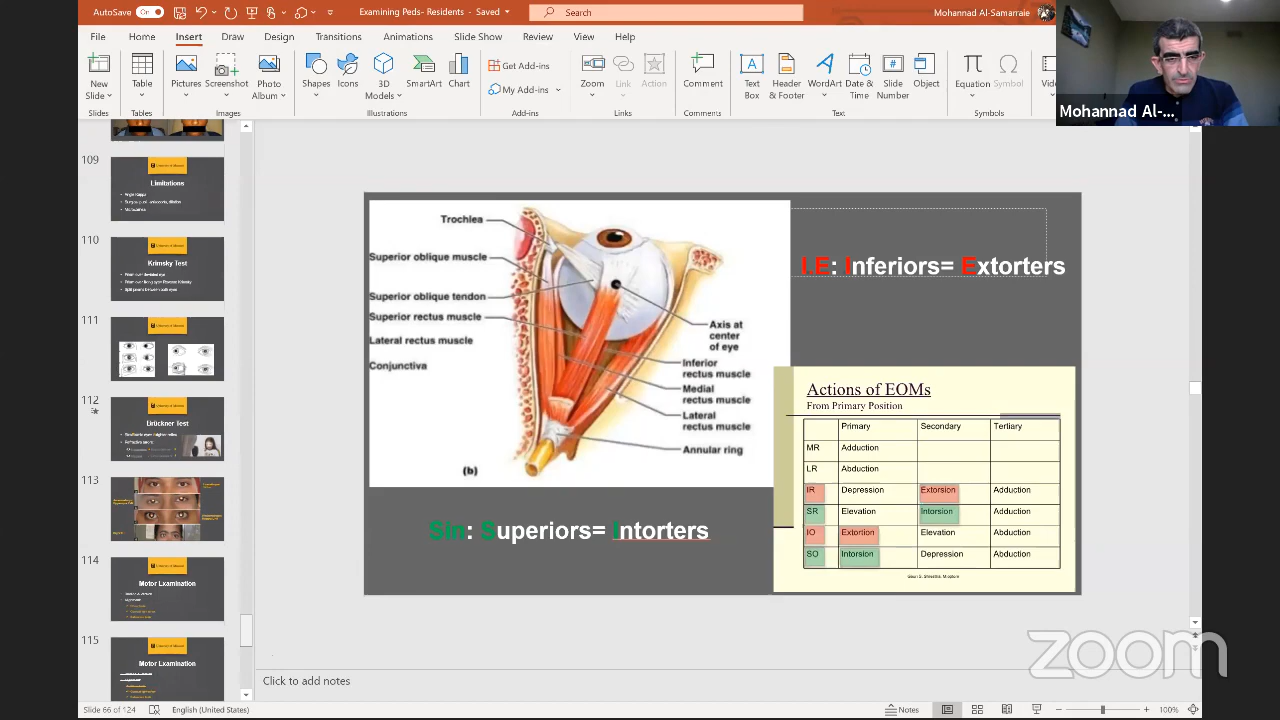 AutoSave
On
Examining Peds- Residents - Saved
Search
Mohannad Al-Samarraie
File
Home
Insert
Draw
Design
Transitions
Animations
Slide Show
Review
View
Help
New
Slide
Table
Pictures
Screenshot
Photo
Album
Shapes
Icons
3D
Models
SmartArt
Chart
Get Add-ins
My Add-ins
Zoom
Link
Action
Comment
Text
Box
Header
& Footer
WordArt
Date &
Time
Slide
Number
Object
Equation
Symbol
Slides
Tables
Images
Illustrations
Add-ins
Links
Comments
Text
Symbols
Mohannad Al-...
109
Limitations
110
Krimsky Test
111
112
Brückner Test
113
114
Motor Examination
115
Motor Examination
Trochlea
Superior oblique muscle
Superior oblique tendon
Superior rectus muscle
Lateral rectus muscle
Conjunctiva
Axis at
center
of eye
Inferior
rectus muscle
Medial
rectus muscle
Lateral
rectus muscle
Annular ring
(b)
I.E: Inferiors= Extorters
Sin: Superiors= Intorters
Actions of EOMs
From Primary Position
Primary Secondary Tertiary
MR Adduction
LR Abduction
IR Depression Extorsion Adduction
SR Elevation Intorsion Adduction
IO Extortion Elevation Abduction
SO Intorsion Depression Abduction
zoom
Click to add notes
Slide 66 of 124
English (United States)
Notes
100%